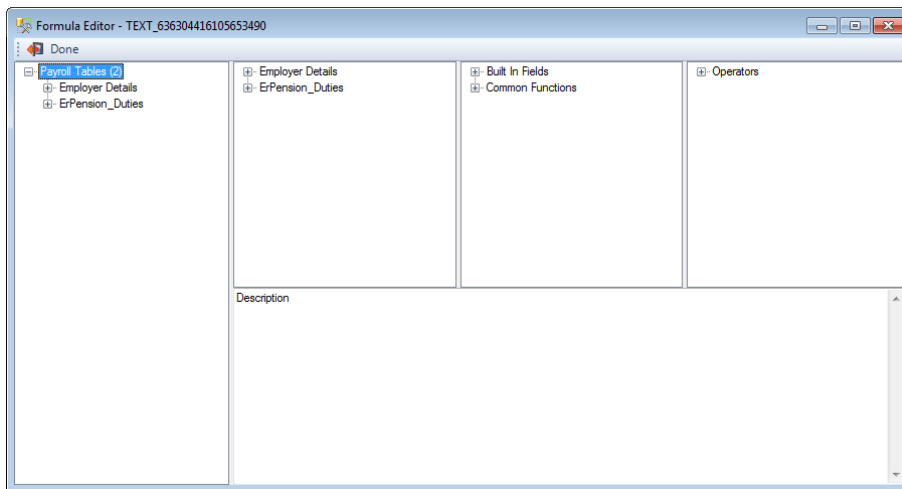 Formula Editor - TEXT_636304416105653490
Done
Payroll Tables (2)
Employer Details
ErPension_Duties
Employer Details
ErPension_Duties
Built In Fields
Common Functions
Operators
Description